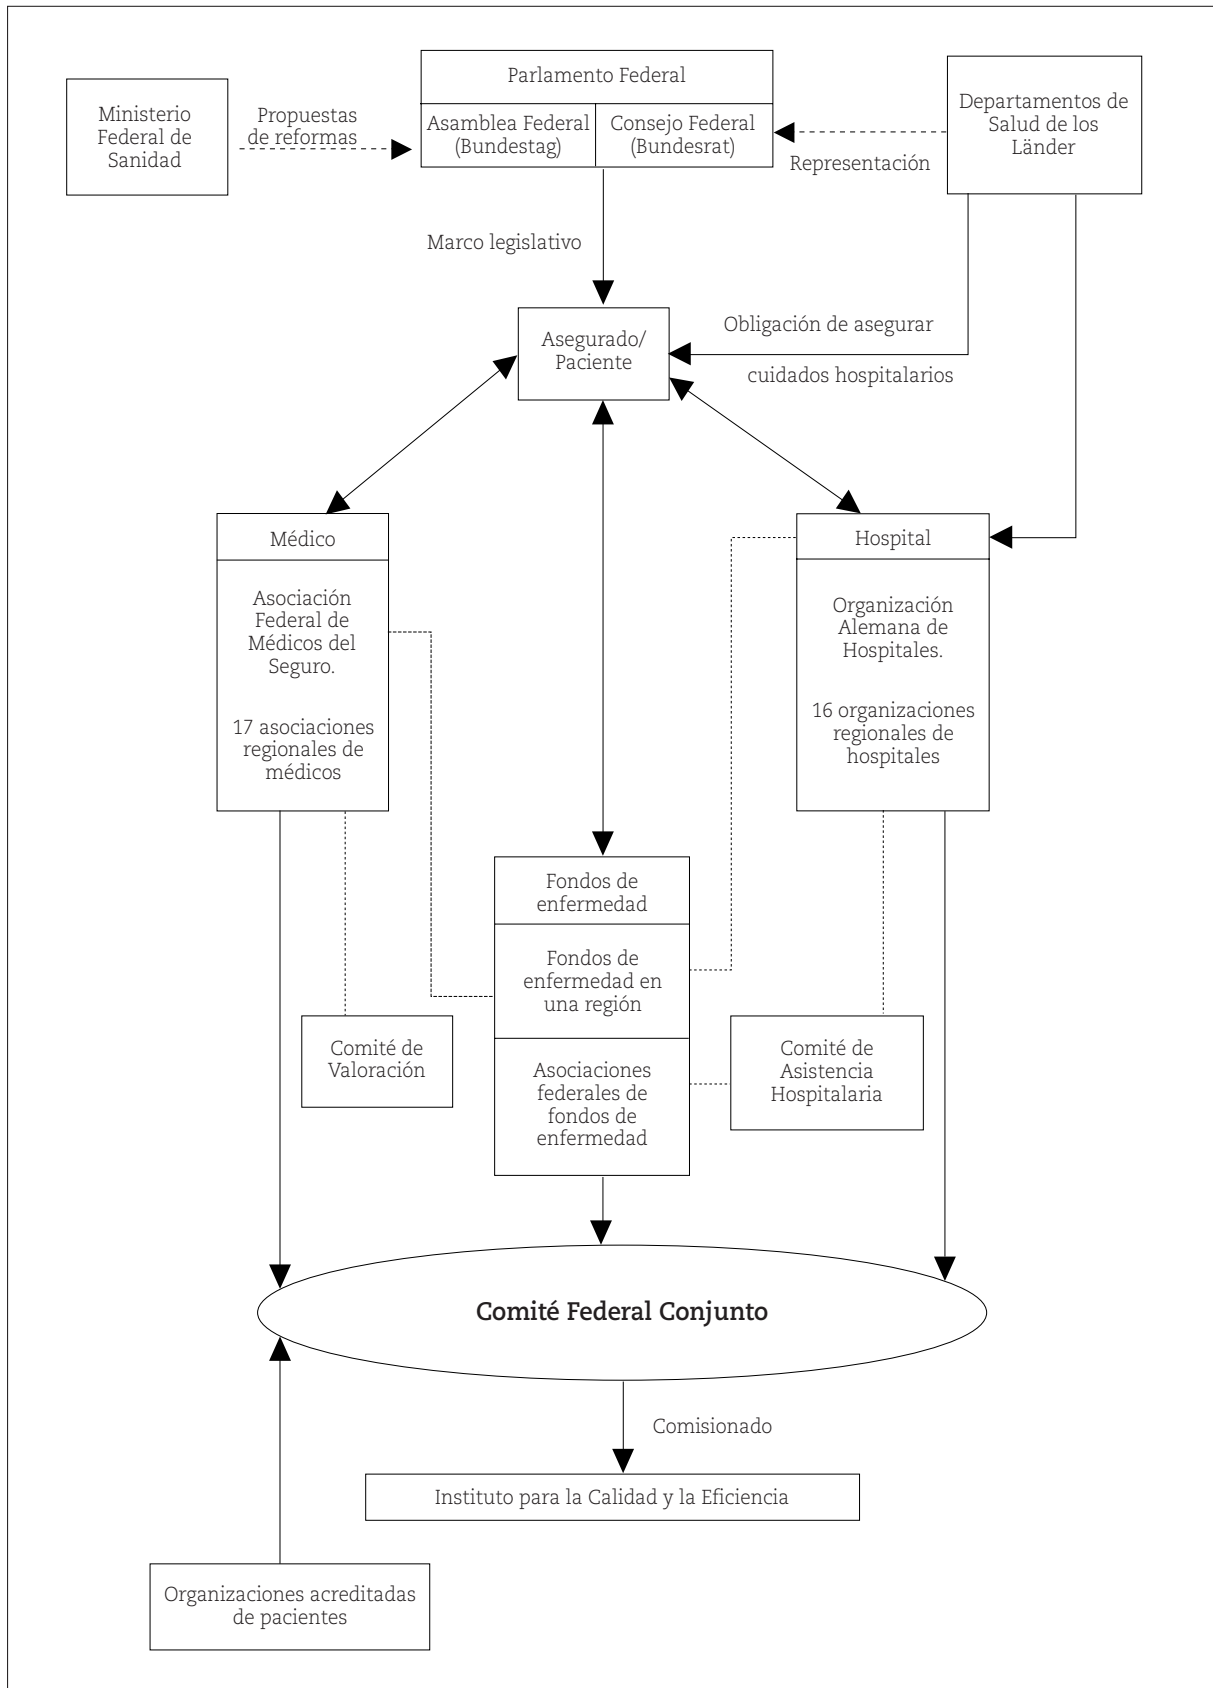 Parlamento Federal
Ministerio
Federal de
Sanidad
Propuestas
de reformas
Asamblea Federal
(Bundestag)
Consejo Federal
(Bundesrat)
Departamentos de
Salud de los
Länder
Representación
Marco legislativo
Asegurado/
Paciente
Obligación de asegurar
cuidados hospitalarios
Médico
Asociación
Federal de
Médicos del
Seguro.
17 asociaciones
regionales de
médicos
Hospital
Organización
Alemana de
Hospitales.
16 organizaciones
regionales de
hospitales
Fondos de
enfermedad
Fondos de
enfermedad en
una región
Asociaciones
federales de
fondos de
enfermedad
Comité de
Valoración
Comité de
Asistencia
Hospitalaria
Comité Federal Conjunto
Comisionado
Instituto para la Calidad y la Eficiencia
Organizaciones acreditadas
de pacientes